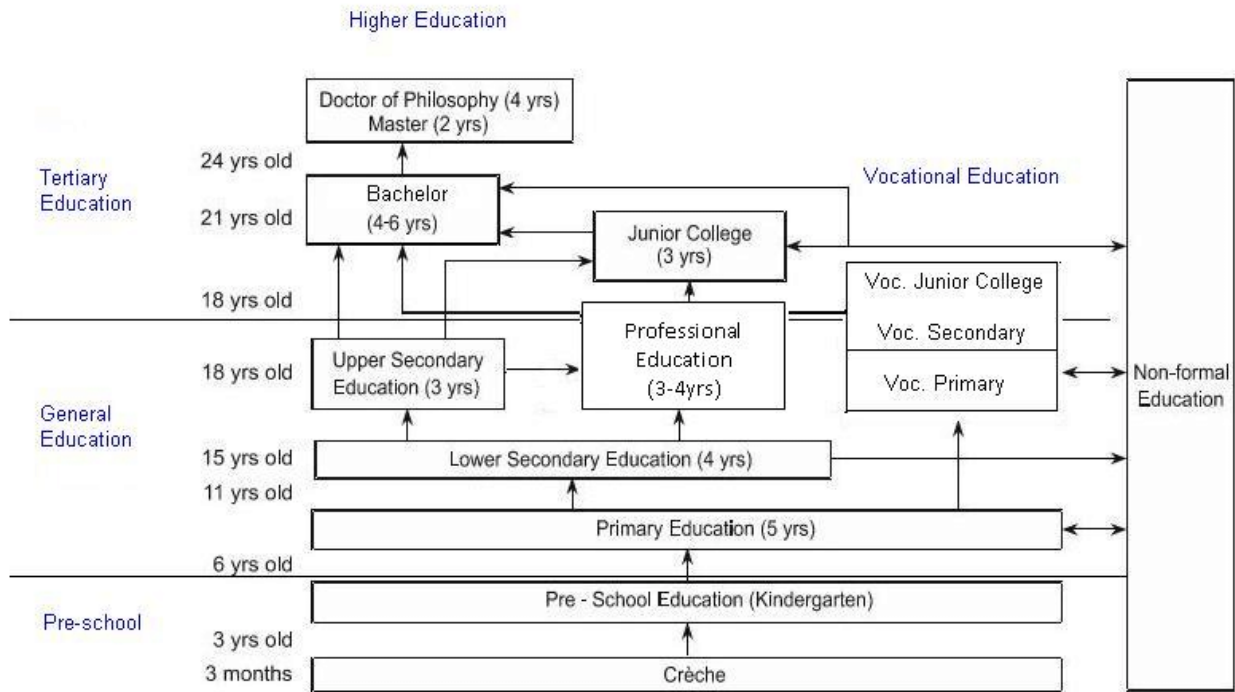 Higher Education
Doctor of Philosophy (4 yrs)
Master (2 yrs)
24 yrs old
Tertiary
Education
Bachelor
(4-6 yrs)
Vocational Education
21 yrs old
Junior College
(3 yrs)
18 yrs old
Voc. Junior College
Professional
Education
(3-4yrs)
Voc. Secondary
Upper Secondary
Education (3 yrs)
18 yrs old
Voc. Primary
Non-formal
Education
General
Education
15 yrs old
Lower Secondary Education (4 yrs)
11 yrs old
Primary Education (5 yrs)
6 yrs old
Pre - School Education (Kindergarten)
Pre-school
3 yrs old
3 months
Crèche